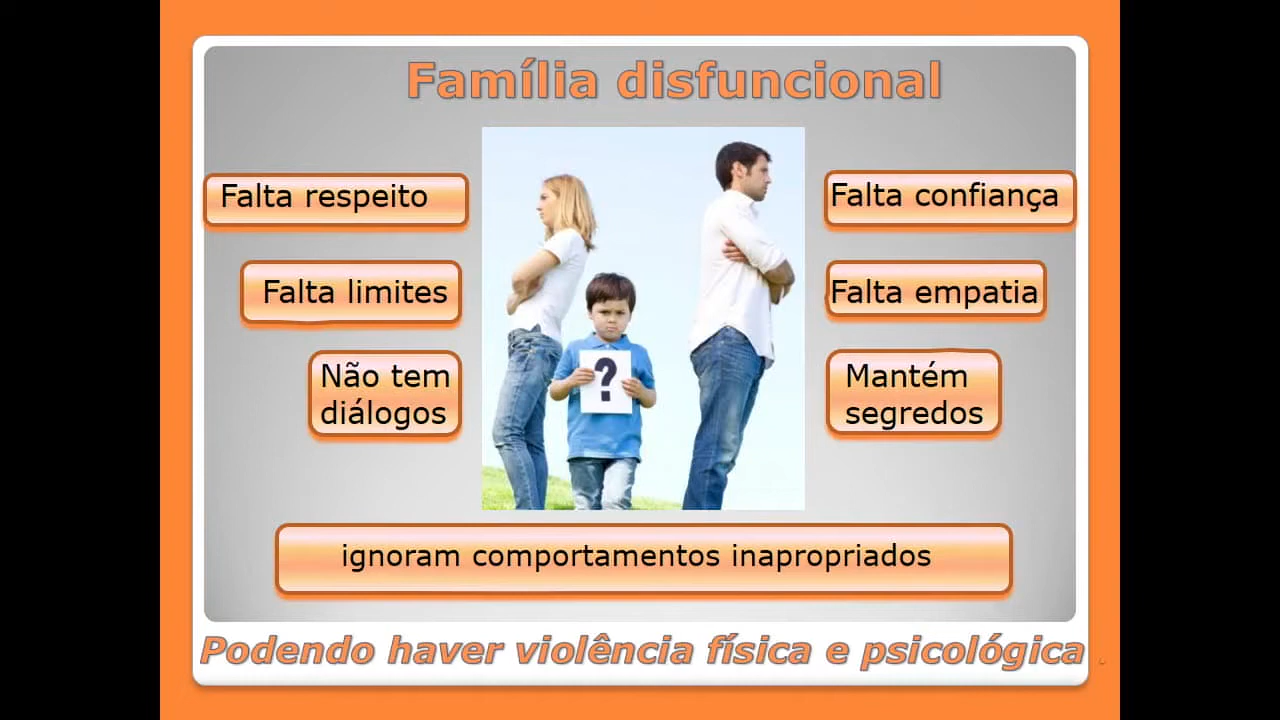 Família disfuncional
Falta respeito
Falta confiança
Falta limites
Falta empatia
Não tem
diálogos
Mantém
segredos
?
ignoram comportamentos inapropriados
Podendo haver violência física e psicológica .